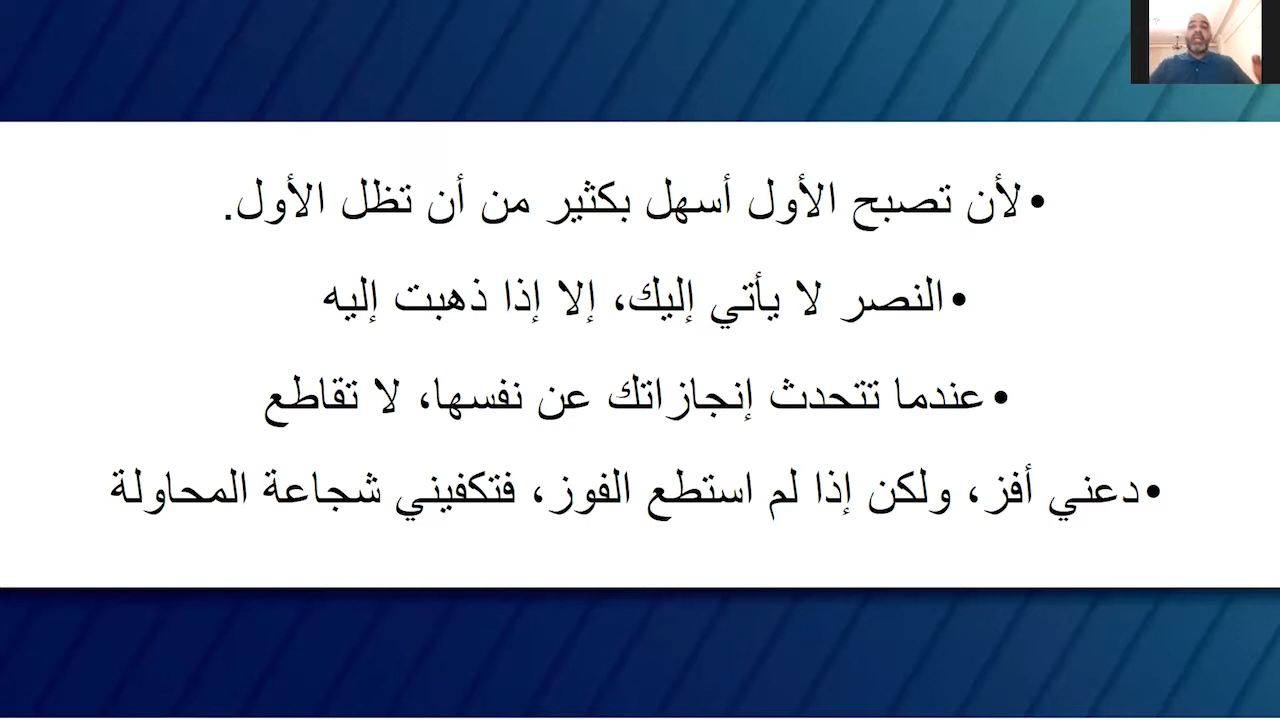 •لأن تصبح الأول أسهل بكثير من أن تظل الأول.
•النصر لا يأتي إليك، إلا إذا ذهبت إليه
•عندما تتحدث إنجازاتك عن نفسها، لا تقاطع
•دعني أفز، ولكن إذا لم استطع الفوز، فتكفيني شجاعة المحاولة